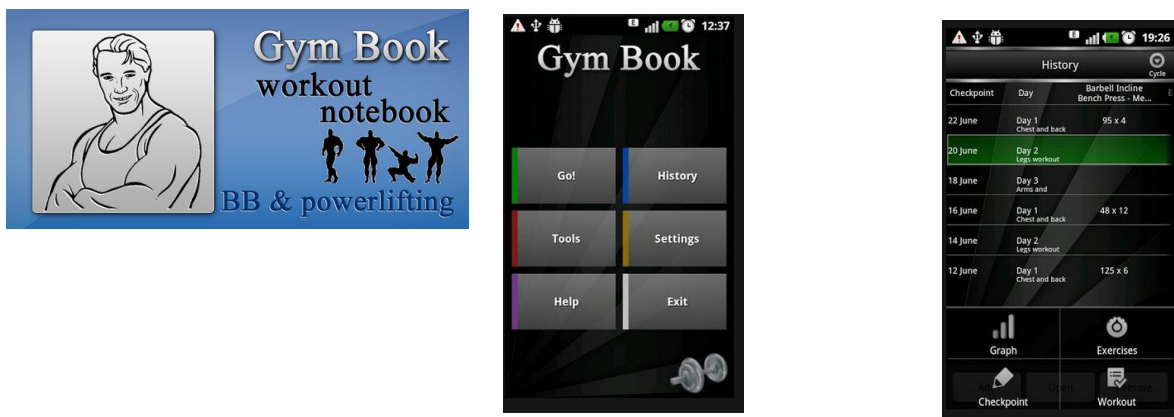 Gym Book
workout
notebook
BB & powerlifting
E 12:37
Gym Book
Go! History
Tools Settings
Help Exit
E 19:26
History
Cycle
Checkpoint Day Barbell Incline
Bench Press - Me... E
22 June Day 1 95 x 4
Chest and back
20 June Day 2
Legs workout
18 June Day 3
Arms and
16 June Day 1 48 x 12
Chest and back
14 June Day 2
Legs workout
12 June Day 1 125 x 6
Chest and back
Graph Exercises
Checkpoint Workout